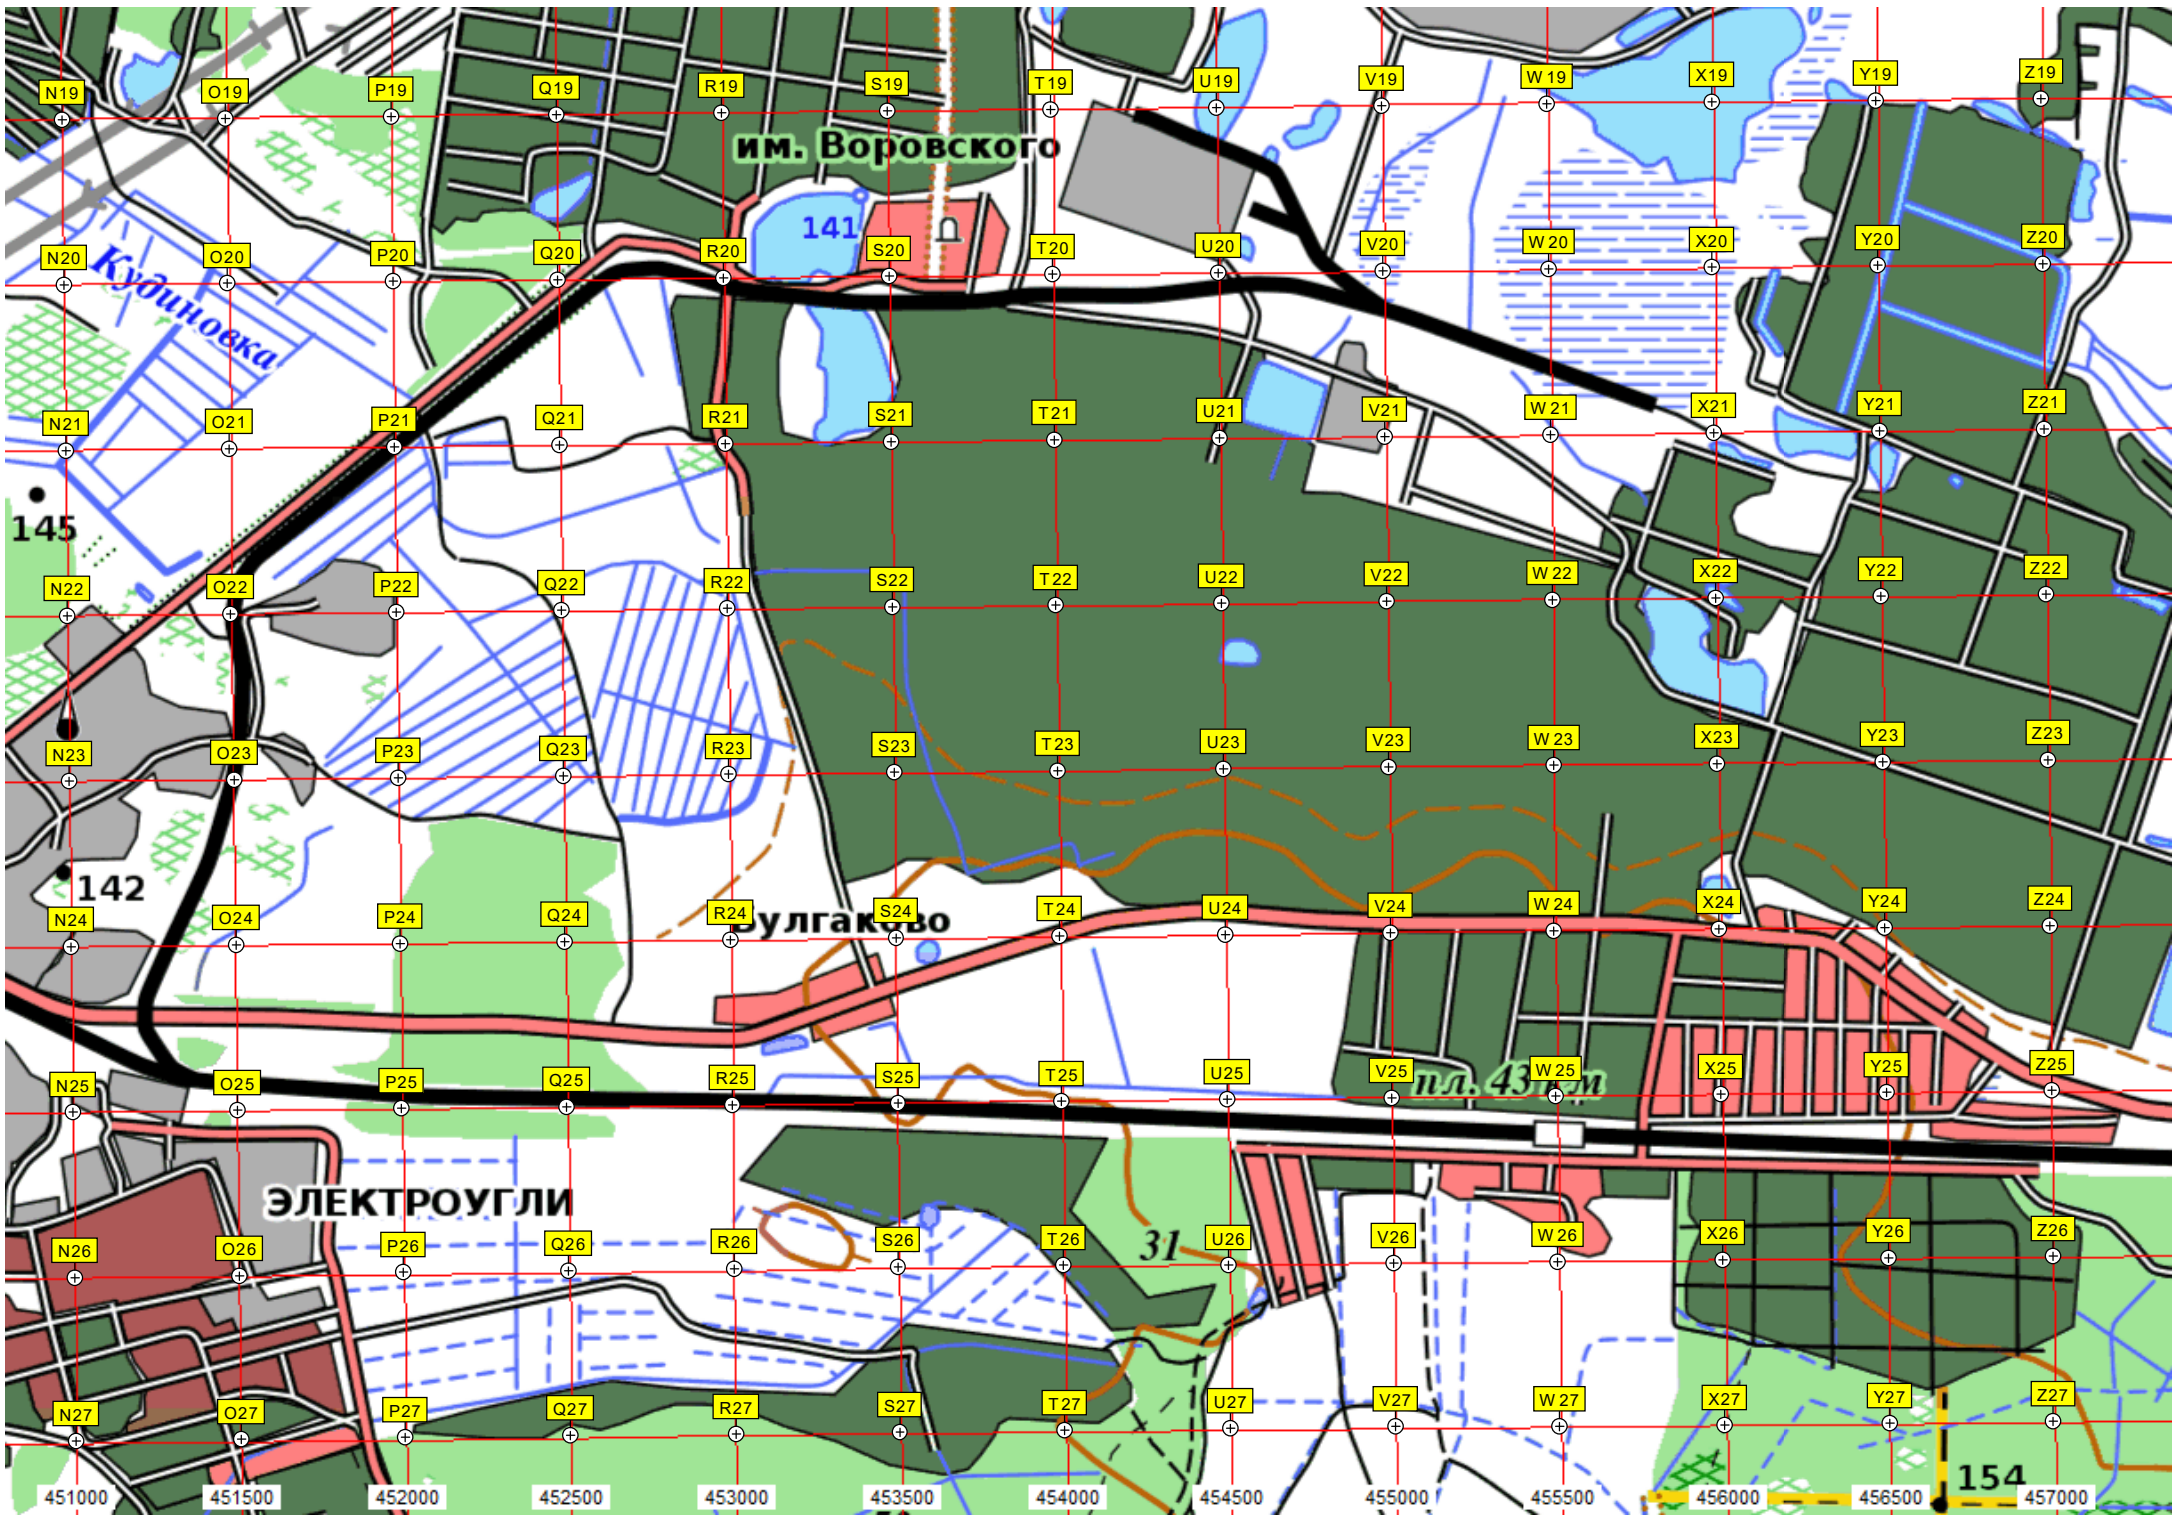 N19 O19 P19 Q19 R19 S19 T19 U19 V19 W19 X19 Y19 Z19
им. Воровского
141
N20 O20 P20 Q20 R20 S20 T20 U20 V20 W20 X20 Y20 Z20
Кудиновка
N21 O21 P21 Q21 R21 S21 T21 U21 V21 W21 X21 Y21 Z21
145
N22 O22 P22 Q22 R22 S22 T22 U22 V22 W22 X22 Y22 Z22
N23 O23 P23 Q23 R23 S23 T23 U23 V23 W23 X23 Y23 Z23
142
N24 O24 P24 Q24 R24 S24 T24 U24 V24 W24 X24 Y24 Z24
Булгаково
N25 O25 P25 Q25 R25 S25 T25 U25 V25 W25 X25 Y25 Z25
пл. 43 км
ЭЛЕКТРОУГЛИ
31
N26 O26 P26 Q26 R26 S26 T26 U26 V26 W26 X26 Y26 Z26
N27 O27 P27 Q27 R27 S27 T27 U27 V27 W27 X27 Y27 Z27
154
451000 451500 452000 452500 453000 453500 454000 454500 455000 455500 456000 456500 457000